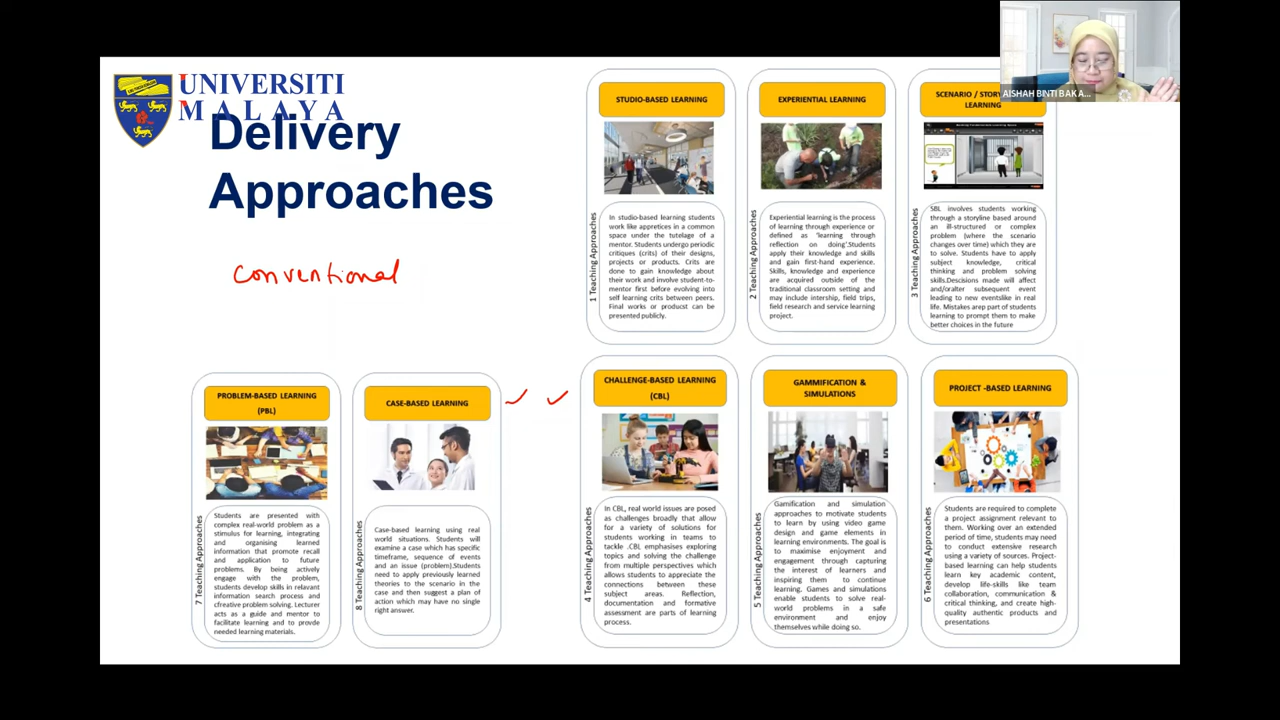 UNIVERSITI
MALAYA
Delivery
Approaches
conventional
STUDIO-BASED LEARNING
1 Teaching Approaches
In studio-based learning students
work like appretices in a common
space under the tutelage of a
mentor. Students undergo periodic
critiques (crits) of their designs,
projects or products. Crits are
done to gain knowledge about
their work and involve student-to-
mentor first before evolving into
self learning crits between peers.
Final works or producst can be
presented publicly.
EXPERIENTIAL LEARNING
2 Teaching Approaches
Experiential learning is the process
of learning through experience or
defined as 'learning through
reflection on doing'.Students
apply their knowledge and skills
and gain first-hand experience.
Skills, knowledge and experience
are acquired outside of the
traditional classroom setting and
may include intership, field trips,
field research and service learning
project.
SCENARIO / STORY
LEARNING
AISHAH BINTI BAK A...
3 Teaching Approaches
SBL involves students working
through a storyline based around
an ill-structured or complex
problem (where the scenario
changes over time) which they are
to solve. Students have to apply
subject knowledge, critical
thinking and problem solving
skills.Descisions made will affect
and/oralter subsequent event
leading to new eventslike in real
life. Mistakes arep part of students
learning to prompt them to make
better choices in the future
PROBLEM-BASED LEARNING
(PBL)
7 Teaching Approaches
Students are presented with
complex real-world problem as a
stimulus for learning, integrating
and organising learned
information that promote recall
and application to future
problems. By being actively
engage with the problem,
students develop skills in relavant
information search process and
cfreative problem solving. Lecturer
acts as a guide and mentor to
facilitate learning and to provde
needed learning materials.
CASE-BASED LEARNING
8 Teaching Approaches
Case-based learning using real
world situations. Students will
examine a case which has specific
timeframe, sequence of events
and an issue (problem).Students
need to apply previously learned
theories to the scenario in the
case and then suggest a plan of
action which may have no single
right answer.
CHALLENGE-BASED LEARNING
(CBL)
4 Teaching Approaches
In CBL, real world issues are posed
as challenges broadly that allow
for a variety of solutions for
students working in teams to
tackle .CBL emphasises exploring
topics and solving the challenge
from multiple perspectives which
allows students to appreciate the
connections between these
subject areas. Reflection,
documentation and formative
assessment are parts of learning
process.
GAMMIFICATION &
SIMULATIONS
5 Teaching Approaches
Gamification and simulation
approaches to motivate students
to learn by using video game
design and game elements in
learning environments. The goal is
to maximise enjoyment and
engagement through capturing
the interest of learners and
inspiring them to continue
learning. Games and simulations
enable students to solve real-
world problems in a safe
environment and enjoy
themselves while doing so.
PROJECT -BASED LEARNING
6 Teaching Approaches
Students are required to complete
a project assignment relevant to
them. Working over an extended
period of time, students may need
to conduct extensive research
using a variety of sources. Project-
based learning can help students
learn key academic content,
develop life-skills like team
collaboration, communication &
critical thinking, and create high-
quality authentic products and
presentations